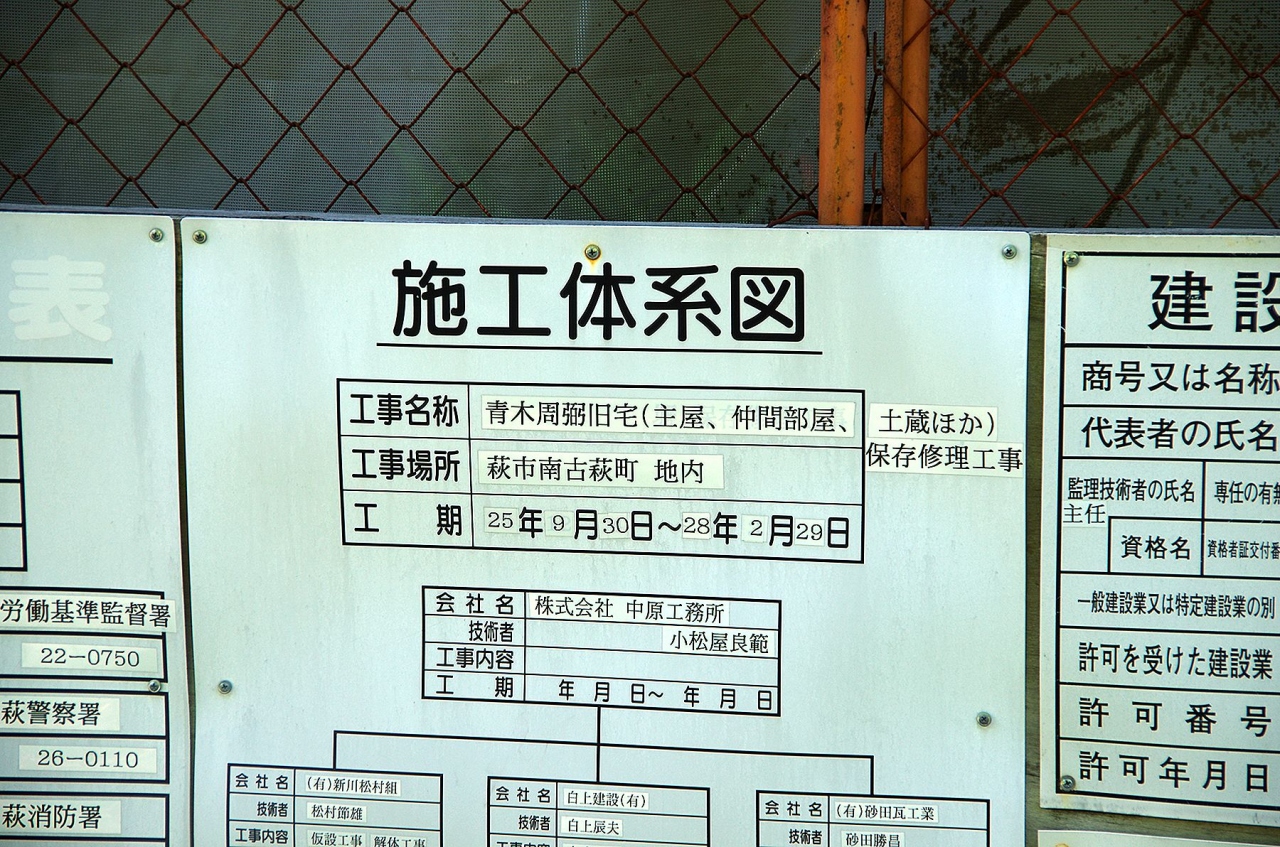 表
労働基準監督署
22－0750
萩警察署
26－0110
萩消防署
施工体系図
工事名称 青木周弼旧宅(主屋、仲間部屋、土蔵ほか)
保存修理工事
工事場所 萩市南古萩町 地内
工 期 25年9月30日～28年2月29日
会社名 株式会社 中原工務所
技術者 小松屋良範
工事内容
工 期 年 月 日～ 年 月 日
会社名 (有)新川松村組
技術者 松村節雄
工事内容 仮設工事 解体工事
会社名 白上建設(有)
技術者 白上辰夫
会社名 (有)砂田瓦工業
技術者 砂田勝昌
建設
商号又は名称
代表者の氏名
監理技術者の氏名 専任の有無
主任
資格名 資格者証交付番
一般建設業又は特定建設業の別
許可を受けた建設業
許可番号
許可年月日